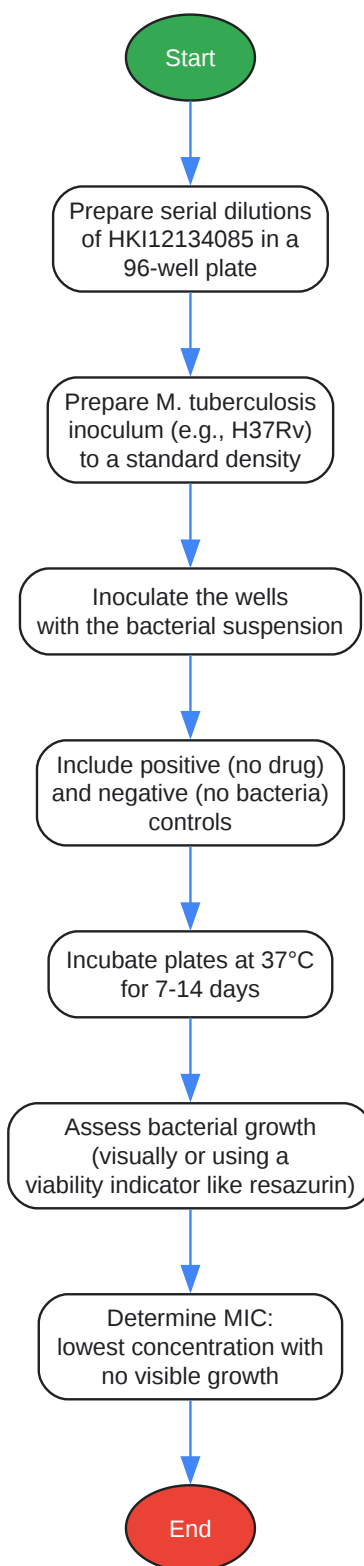 Start
Prepare serial dilutions
of HKI12134085 in a
96-well plate
Prepare M. tuberculosis
inoculum (e.g., H37Rv)
to a standard density
Inoculate the wells
with the bacterial suspension
Include positive (no drug)
and negative (no bacteria)
controls
Incubate plates at 37°C
for 7-14 days
Assess bacterial growth
(visually or using a
viability indicator like resazurin)
Determine MIC:
lowest concentration with
no visible growth
End